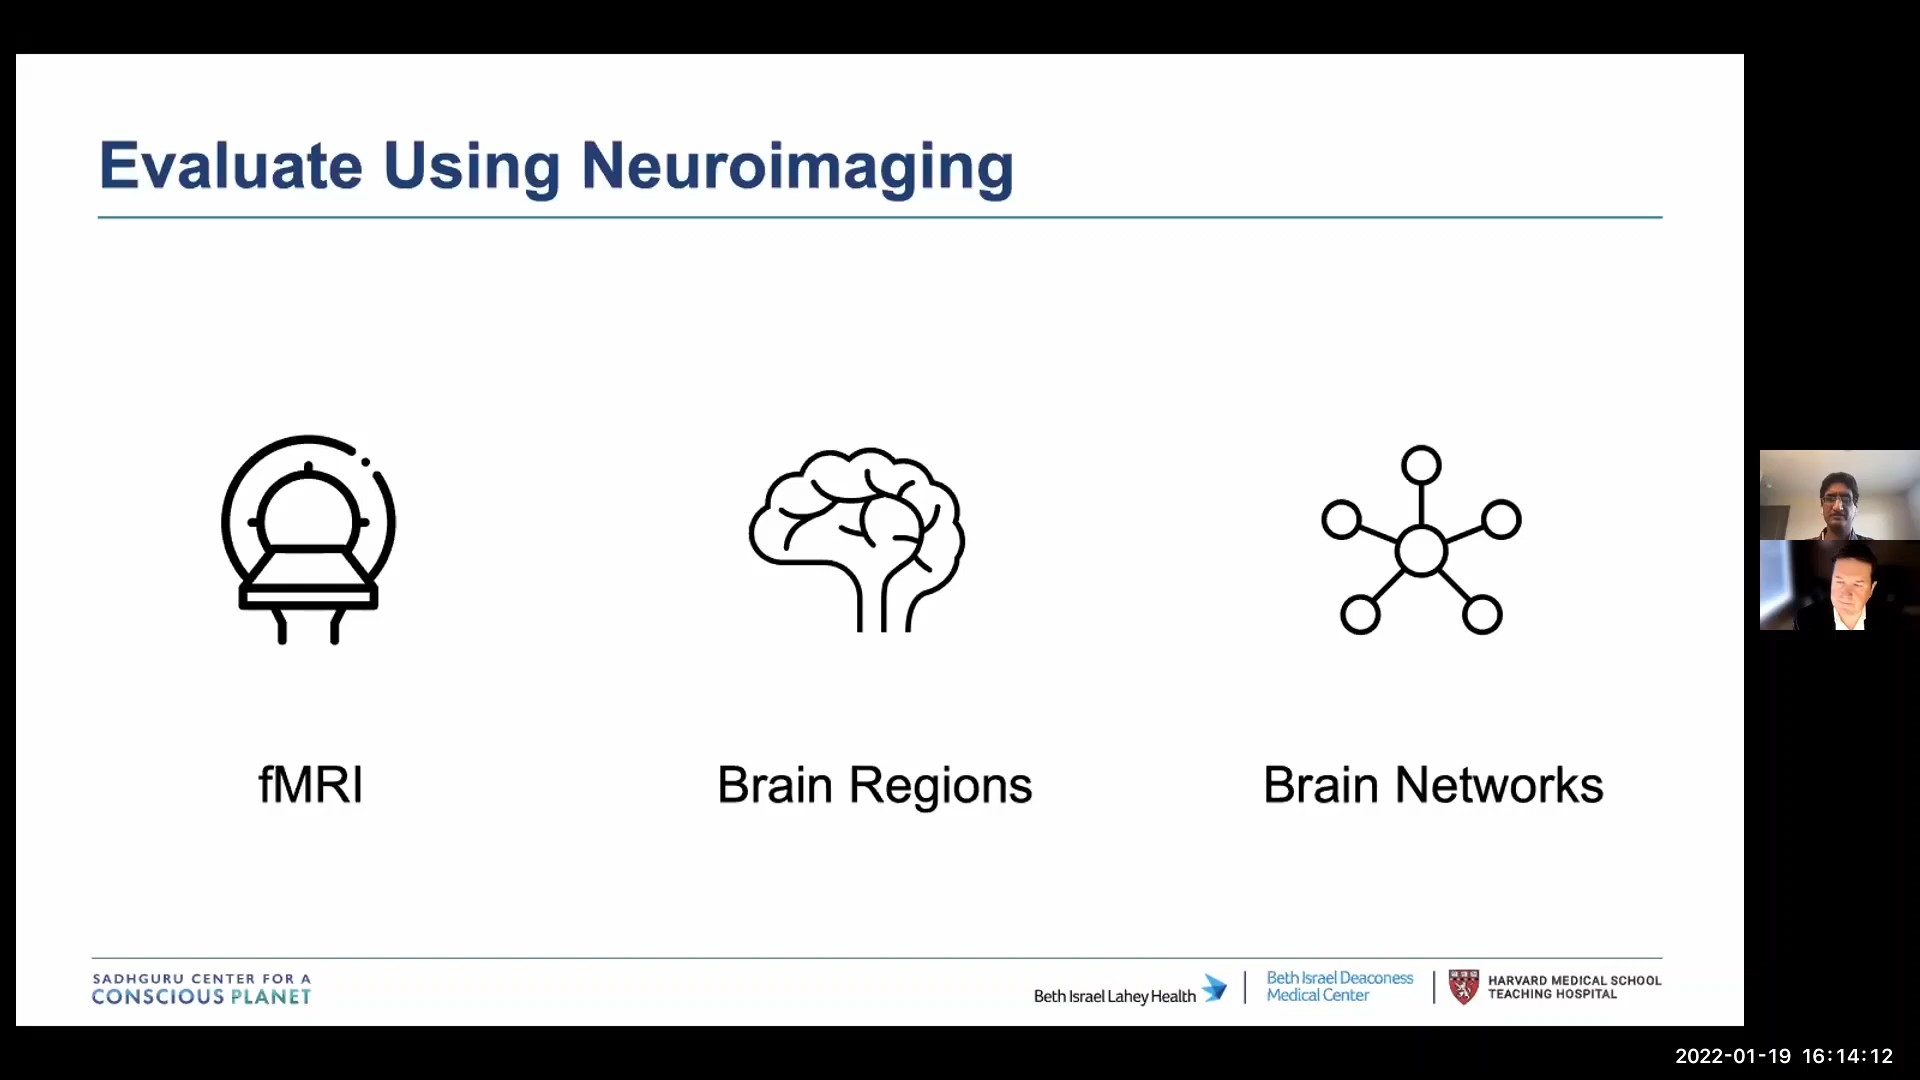 Evaluate Using Neuroimaging
fMRI
Brain Regions
Brain Networks
SADHGURU CENTER FOR A
CONSCIOUS PLANET
Beth Israel Lahey Health
Beth Israel Deaconess
Medical Center
HARVARD MEDICAL SCHOOL
TEACHING HOSPITAL
2022-01-19 16:14:12